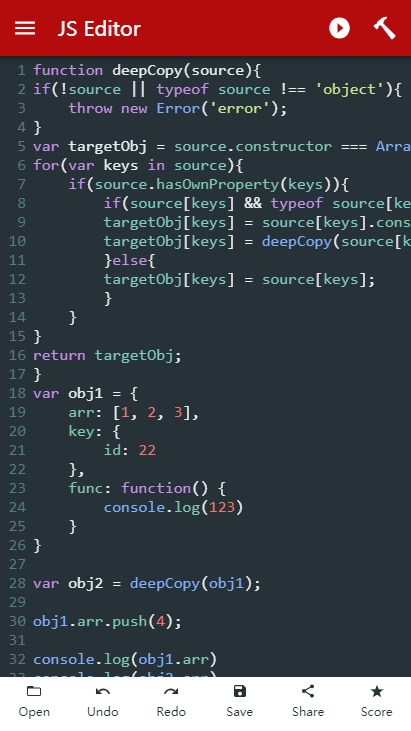 JS Editor
1 function deepCopy(source){
2 if(!source || typeof source !== 'object'){
3     throw new Error('error');
4 }
5 var targetObj = source.constructor === Arra
6 for(var keys in source){
7     if(source.hasOwnProperty(keys)){
8         if(source[keys] && typeof source[ke
9         targetObj[keys] = source[keys].cons
10         targetObj[keys] = deepCopy(source[k
11         }else{
12         targetObj[keys] = source[keys];
13         }
14     }
15 }
16 return targetObj;
17 }
18 var obj1 = {
19     arr: [1, 2, 3],
20     key: {
21         id: 22
22     },
23     func: function() {
24         console.log(123)
25     }
26 }
27
28 var obj2 = deepCopy(obj1);
29
30 obj1.arr.push(4);
31
32 console.log(obj1.arr)
Open Undo Redo Save Share Score